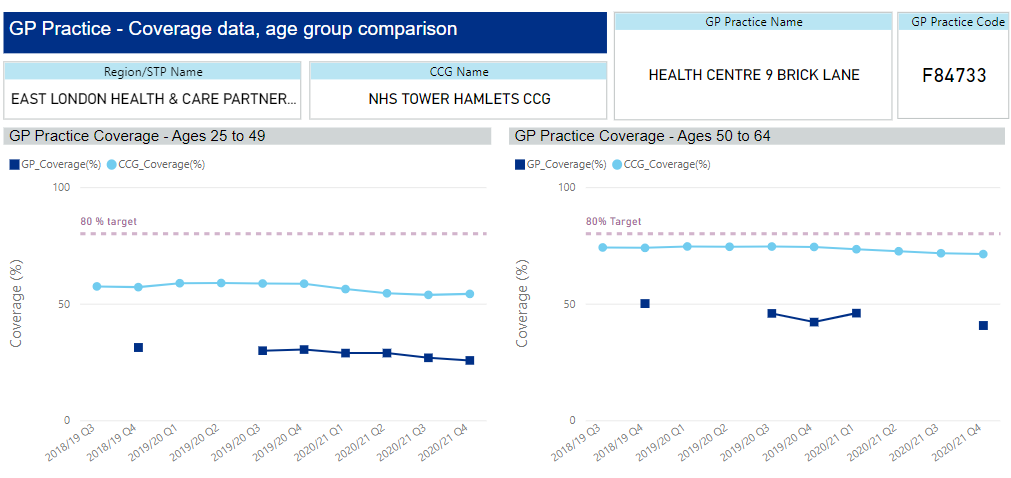 GP Practice - Coverage data, age group comparison
GP Practice Name
GP Practice Code
Region/STP Name
CCG Name
HEALTH CENTRE 9 BRICK LANE
F84733
EAST LONDON HEALTH & CARE PARTNER...
NHS TOWER HAMLETS CCG
GP Practice Coverage - Ages 25 to 49
GP_Coverage(%) CCG_Coverage(%)
100
80 % target
50
0
Coverage (%)
2018/19 Q3
2018/19 Q4
2019/20 Q1
2019/20 Q2
2019/20 Q3
2019/20 Q4
2020/21 Q1
2020/21 Q2
2020/21 Q3
2020/21 Q4
GP Practice Coverage - Ages 50 to 64
GP_Coverage(%) CCG_Coverage(%)
100
80% Target
50
0
Coverage (%)
2018/19 Q3
2018/19 Q4
2019/20 Q1
2019/20 Q2
2019/20 Q3
2019/20 Q4
2020/21 Q1
2020/21 Q2
2020/21 Q3
2020/21 Q4